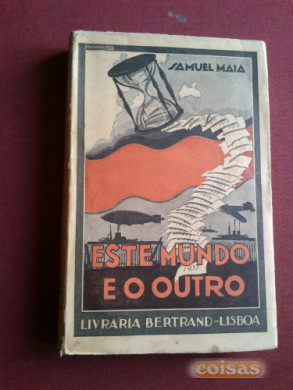 SAMUEL MAIA
ESTE MUNDO
E O OUTRO
LIVRARIA BERTRAND-LISBOA
coisas